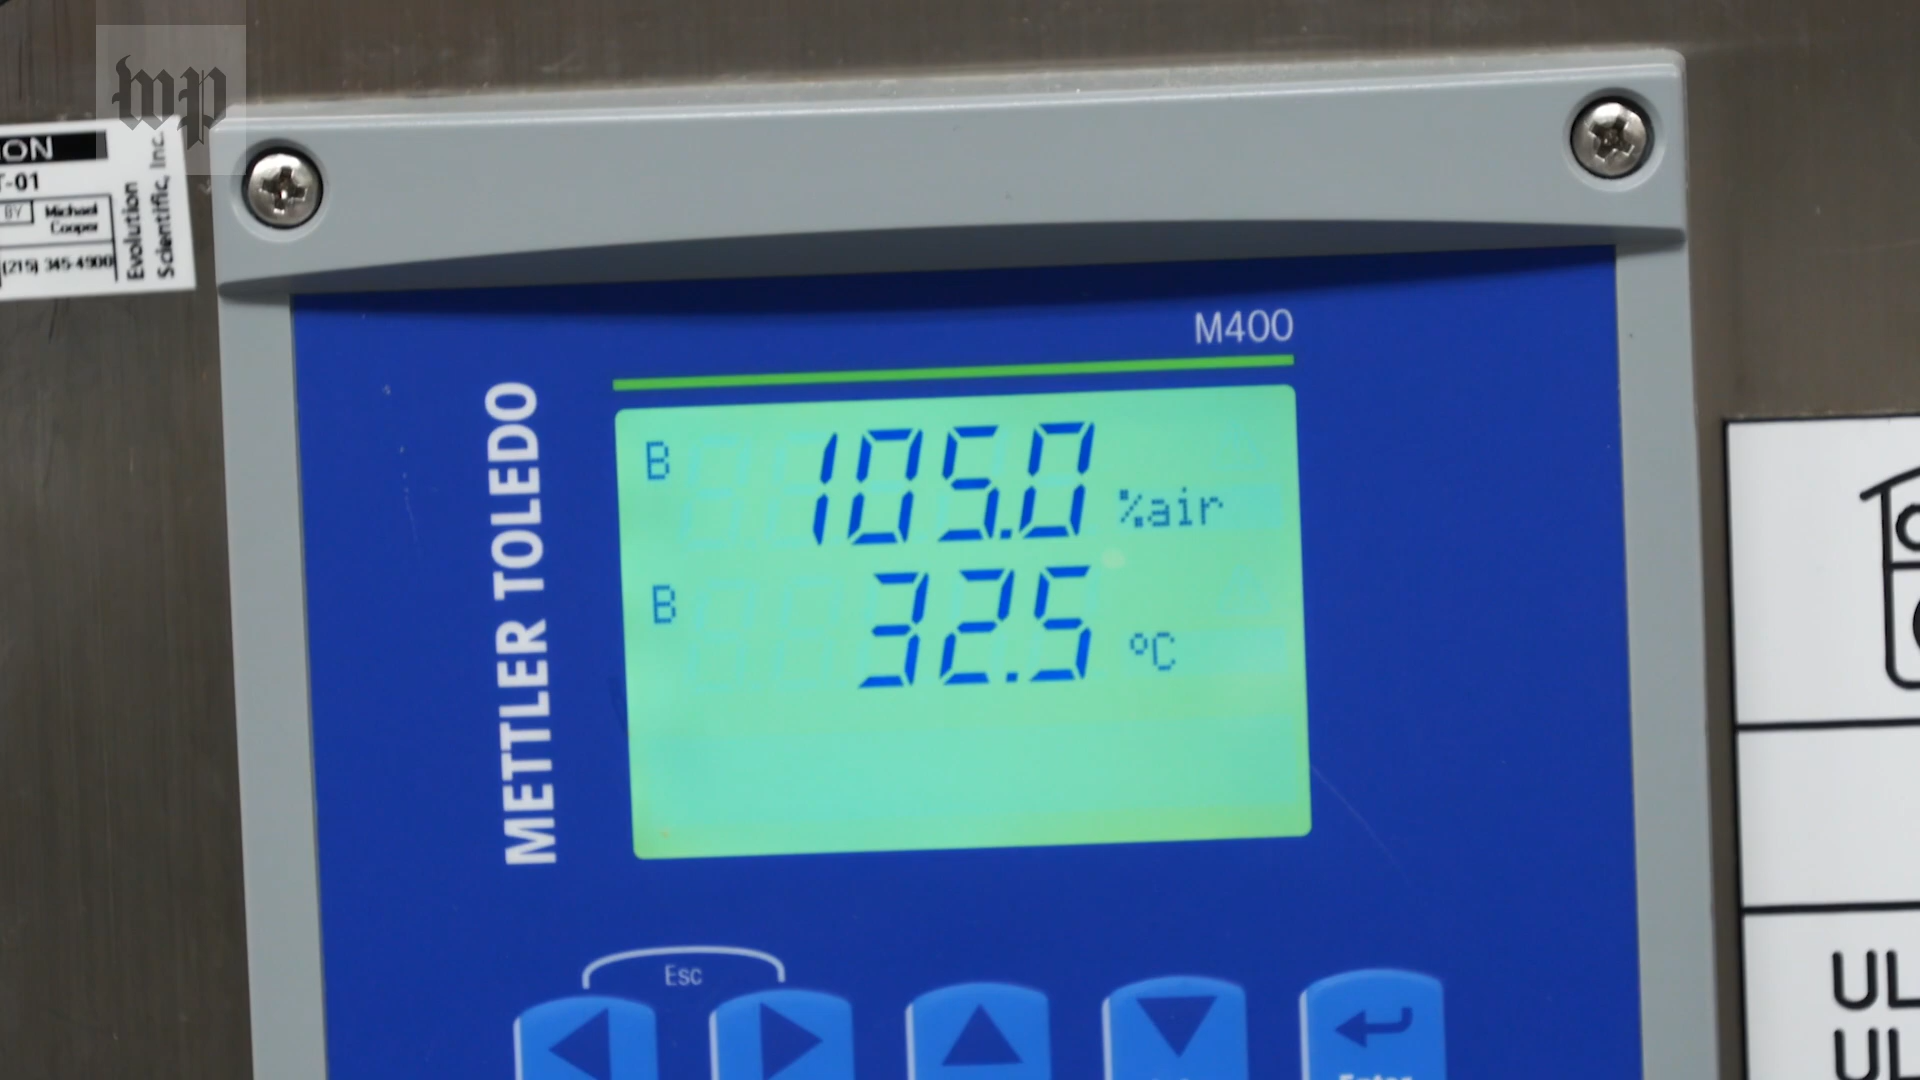 wp
ON
T-01
BY
Michael
Cooper
(215) 345-4900
Evolution
Scientific, Inc.
M400
METTLER TOLEDO
B 105.0 %air
B 32.5 °C
Esc
Enter
UL
UL